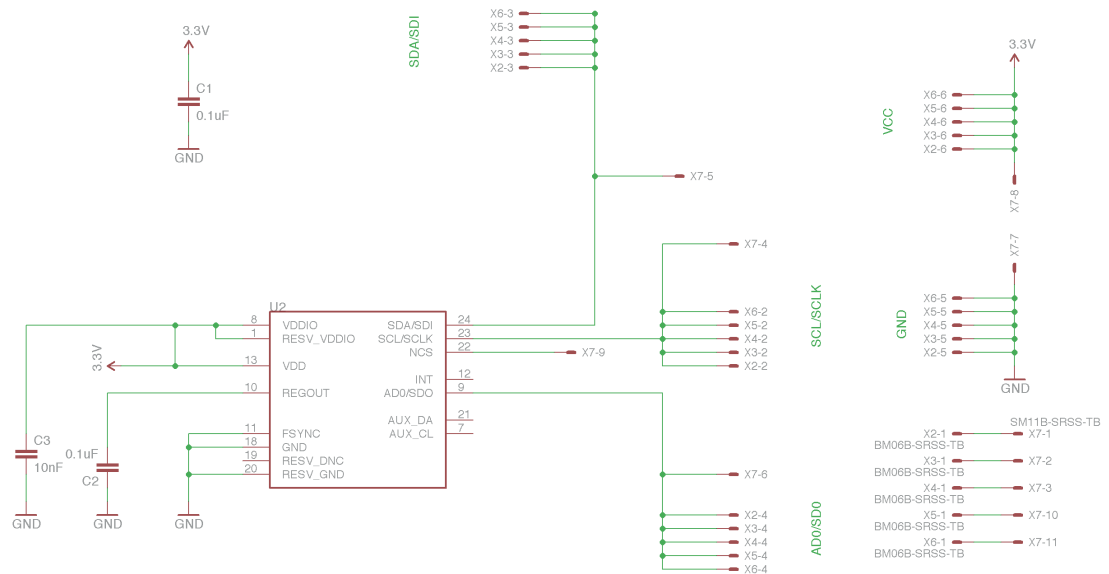 3.3V
C1
0.1uF
GND
SDA/SDI
X6-3
X5-3
X4-3
X3-3
X2-3
X7-5
3.3V
VCC
X6-6
X5-6
X4-6
X3-6
X2-6
X7-8
X7-7
GND
X6-5
X5-5
X4-5
X3-5
X2-5
GND
X7-4
SCL/SCLK
X6-2
X5-2
X4-2
X3-2
X2-2
U2
8 VDDIO SDA/SDI 24
1 RESV_VDDIO SCL/SCLK 23
NCS 22 X7-9
3.3V
13 VDD
INT 12
10 REGOUT AD0/SDO 9
AUX_DA 21
11 FSYNC AUX_CL 7
18 GND
19 RESV_DNC
20 RESV_GND
C3
10nF
GND
0.1uF
C2
GND
GND
X7-6
AD0/SD0
X2-4
X3-4
X4-4
X5-4
X6-4
SM11B-SRSS-TB
X2-1 X7-1
BM06B-SRSS-TB
X3-1 X7-2
BM06B-SRSS-TB
X4-1 X7-3
BM06B-SRSS-TB
X5-1 X7-10
BM06B-SRSS-TB
X6-1 X7-11
BM06B-SRSS-TB